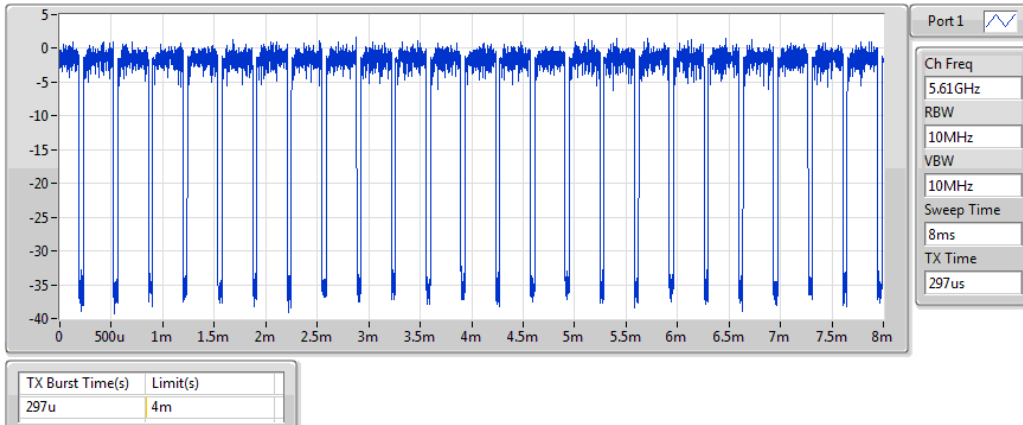 5-
0-
-5-
-10-
-15-
-20-
-25-
-30-
-35-
-40-
0 500u 1m 1.5m 2m 2.5m 3m 3.5m 4m 4.5m 5m 5.5m 6m 6.5m 7m 7.5m 8m
Port 1
Ch Freq
5.61GHz
RBW
10MHz
VBW
10MHz
Sweep Time
8ms
TX Time
297us
TX Burst Time(s) Limit(s)
297u 4m